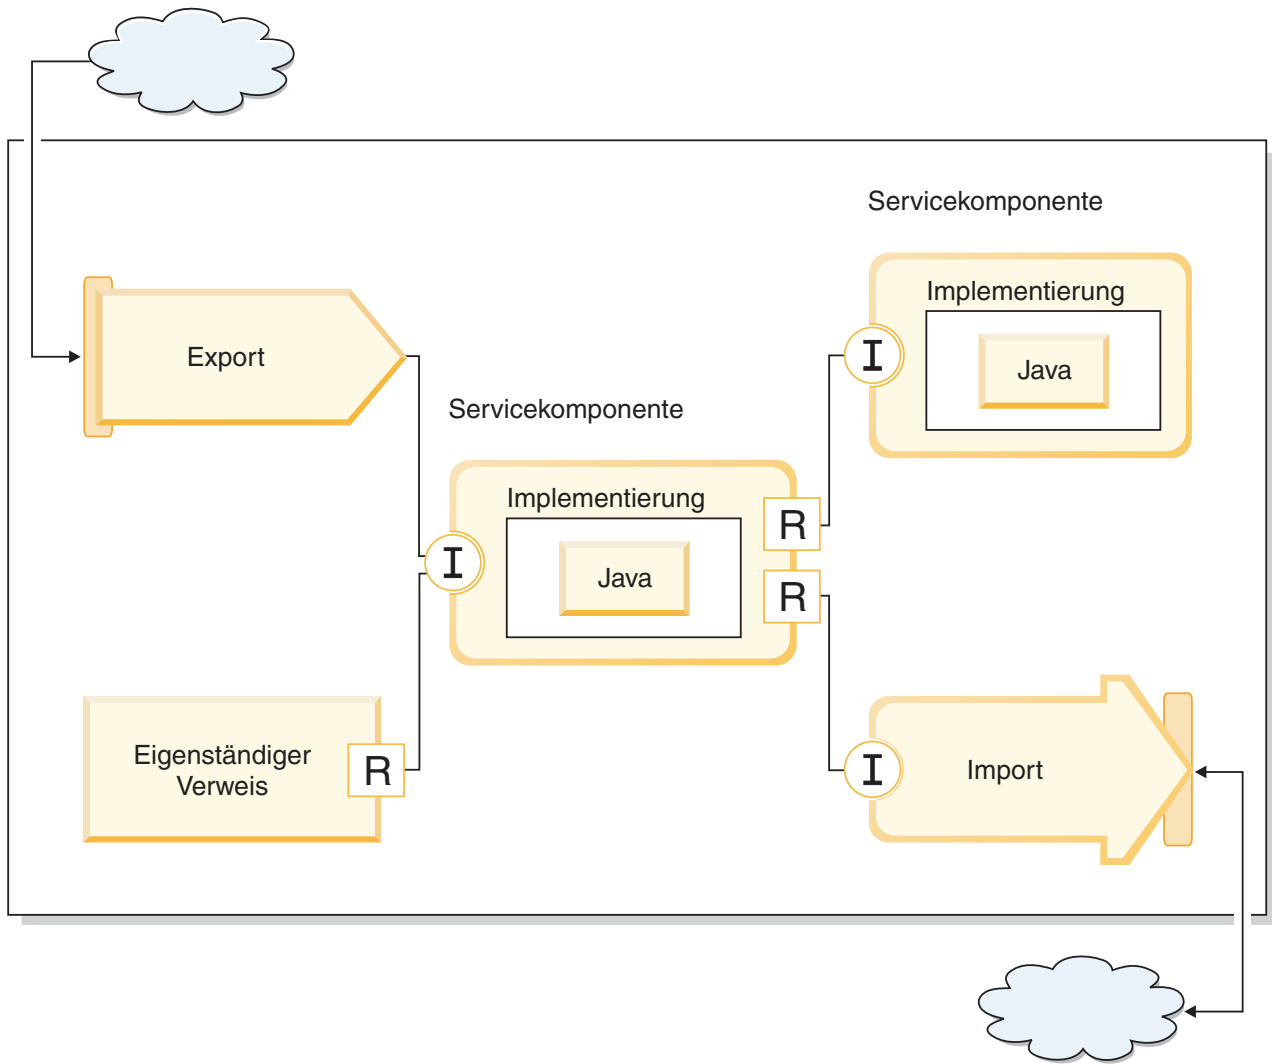 Servicekomponente
Implementierung
I
Java
Export
Servicekomponente
Implementierung
I
Java
R
R
Eigenständiger
Verweis
R
I
Import